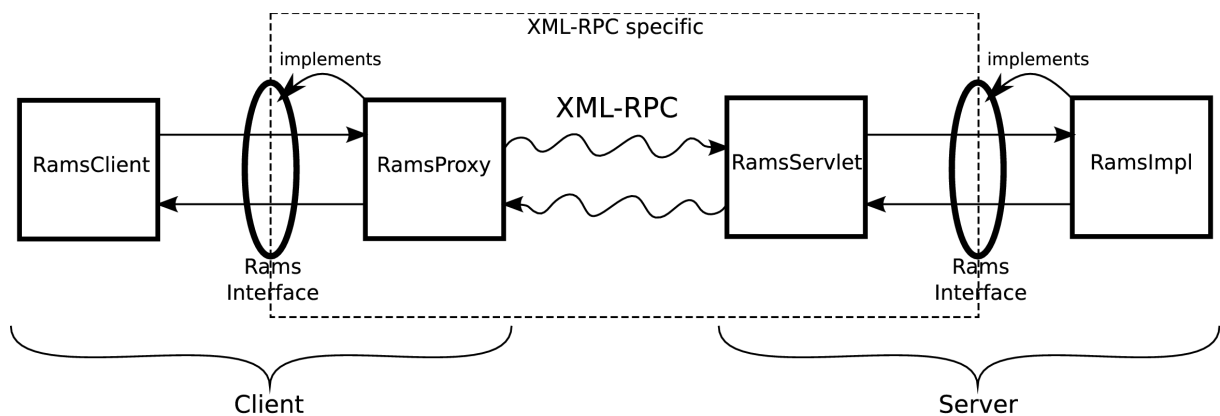 XML-RPC specific
implements
implements
XML-RPC
RamsClient
RamsProxy
RamsServlet
RamsImpl
Rams
Interface
Rams
Interface
Client
Server